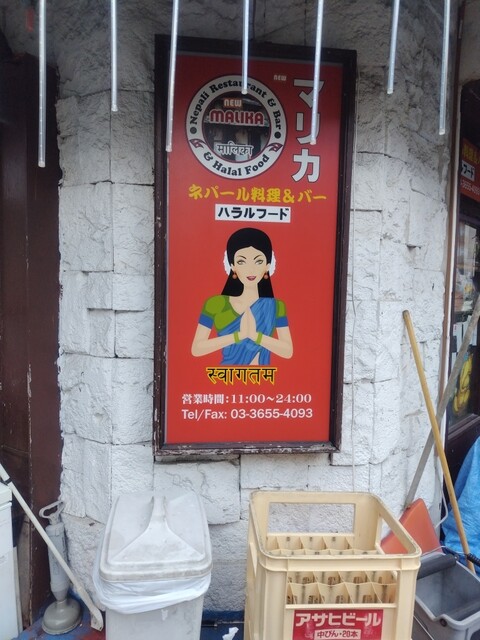 Nepali Restaurant & Bar
NEW
MALIKA
मालिका
& Halal Food
NEW
マリカ
ネパール料理&バー
ハラルフード
स्वागतम
営業時間:11:00～24:00
Tel/Fax: 03-3655-4093
アサヒビール
中びん・20本